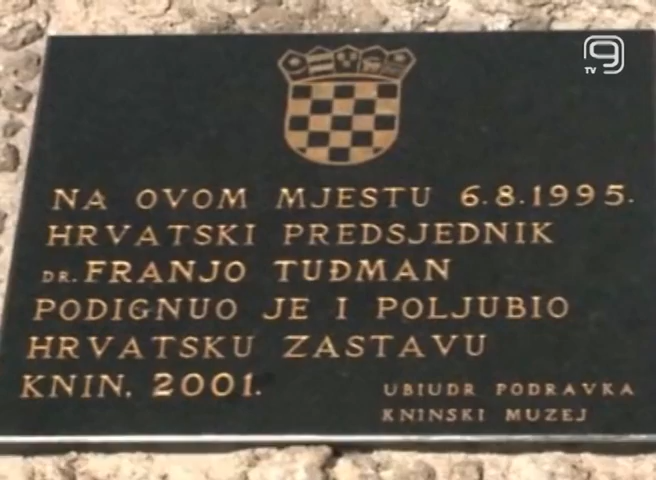 9
TV
NA OVOM MJESTU 6.8.1995.
HRVATSKI PREDSJEDNIK
DR. FRANJO TUĐMAN
PODIGNUO JE I POLJUBIO
HRVATSKU ZASTAVU
KNIN, 2001.
UBIUDR PODRAVKA
KNINSKI MUZEJ